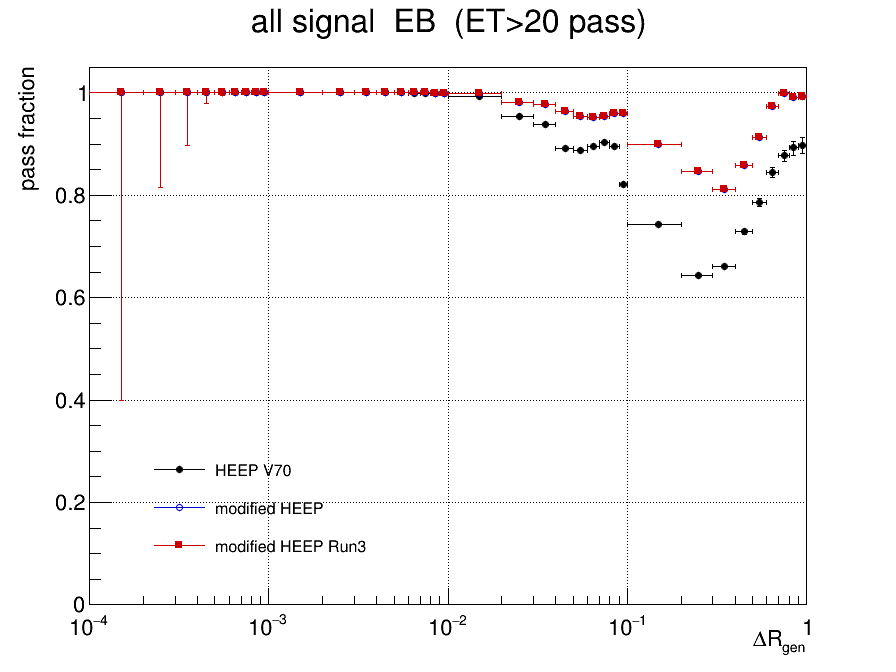 all signal EB (ET>20 pass)
pass fraction
1
0.8
0.6
0.4
0.2
0
HEEP V70
modified HEEP
modified HEEP Run3
10⁻⁴ 10⁻³ 10⁻² 10⁻¹ 1
ΔR_gen